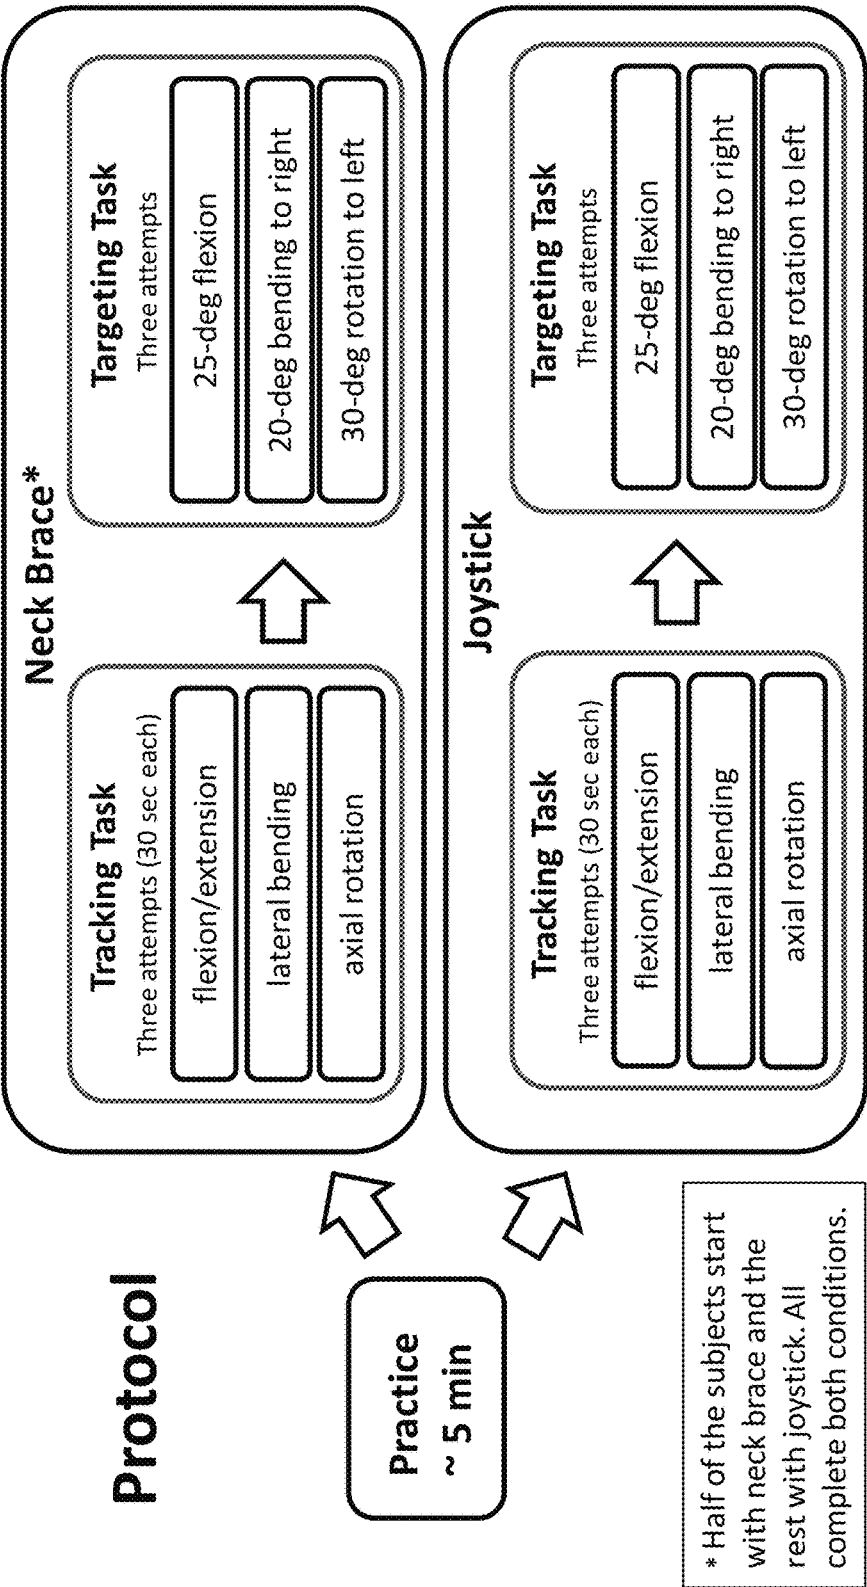 Protocol
Practice
~ 5 min
* Half of the subjects start
with neck brace and the
rest with joystick. All
complete both conditions.
Neck Brace*
Tracking Task
Three attempts (30 sec each)
flexion/extension
lateral bending
axial rotation
Targeting Task
Three attempts
25-deg flexion
20-deg bending to right
30-deg rotation to left
Joystick
Tracking Task
Three attempts (30 sec each)
flexion/extension
lateral bending
axial rotation
Targeting Task
Three attempts
25-deg flexion
20-deg bending to right
30-deg rotation to left